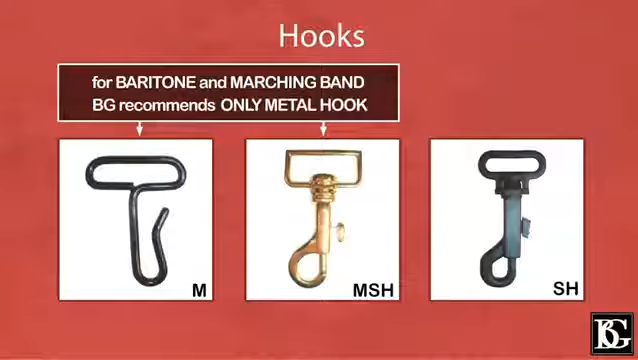 Hooks
for BARITONE and MARCHING BAND
BG recommends ONLY METAL HOOK
M
MSH
SH
BG